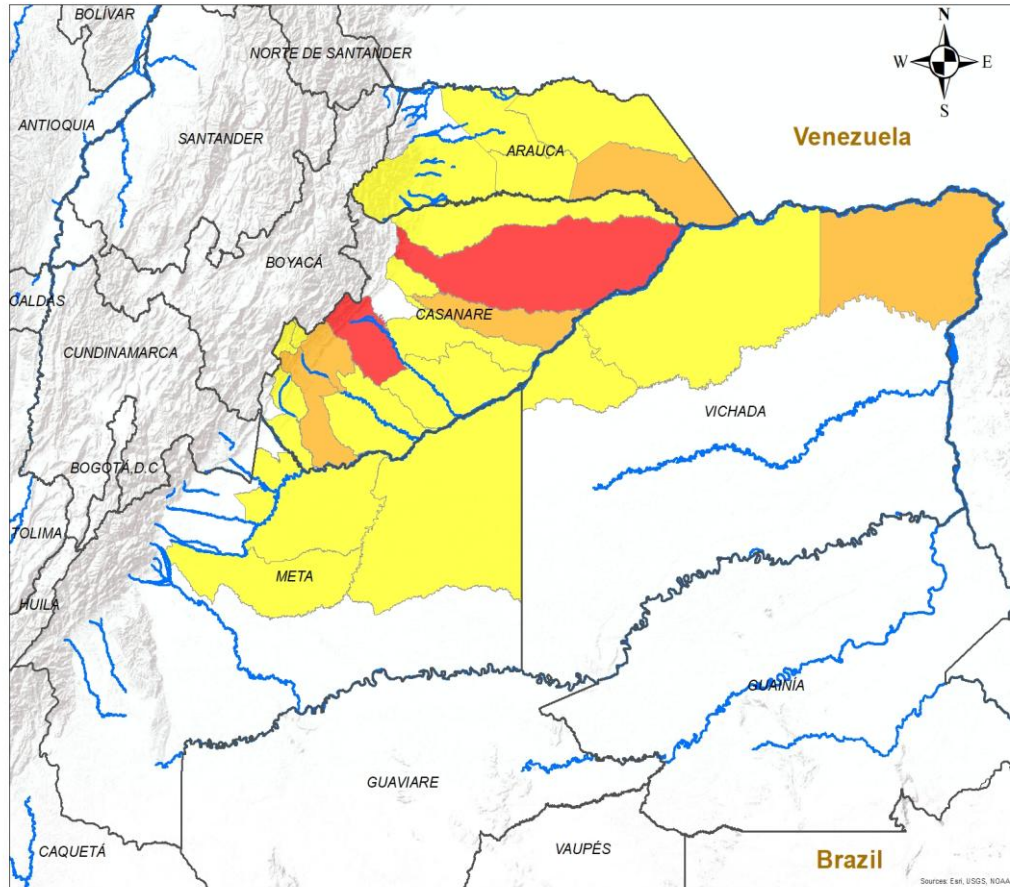 BOLÍVAR
N
NORTE DE SANTANDER
W
E
S
ANTIOQUIA
SANTANDER
ARAUCA
Venezuela
BOYACÁ
CALDAS
CASANARE
CUNDINAMARCA
VICHADA
BOGOTÁ, D.C
TOLIMA
META
HUILA
GUAINÍA
GUAVIARE
CAQUETÁ
VAUPÉS
Brazil
Sources: Esri, USGS, NOAA